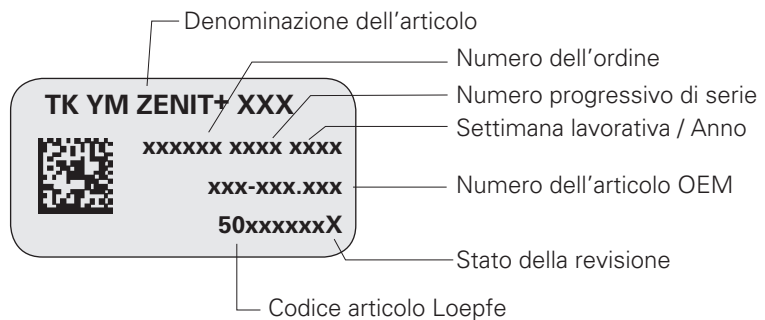 Denominazione dell'articolo
Numero dell'ordine
Numero progressivo di serie
Settimana lavorativa / Anno
TK YM ZENIT+ XXX
xxxxxx xxxx xxxx
xxx-xxx.xxx
Numero dell'articolo OEM
50xxxxxxX
Stato della revisione
Codice articolo Loepfe